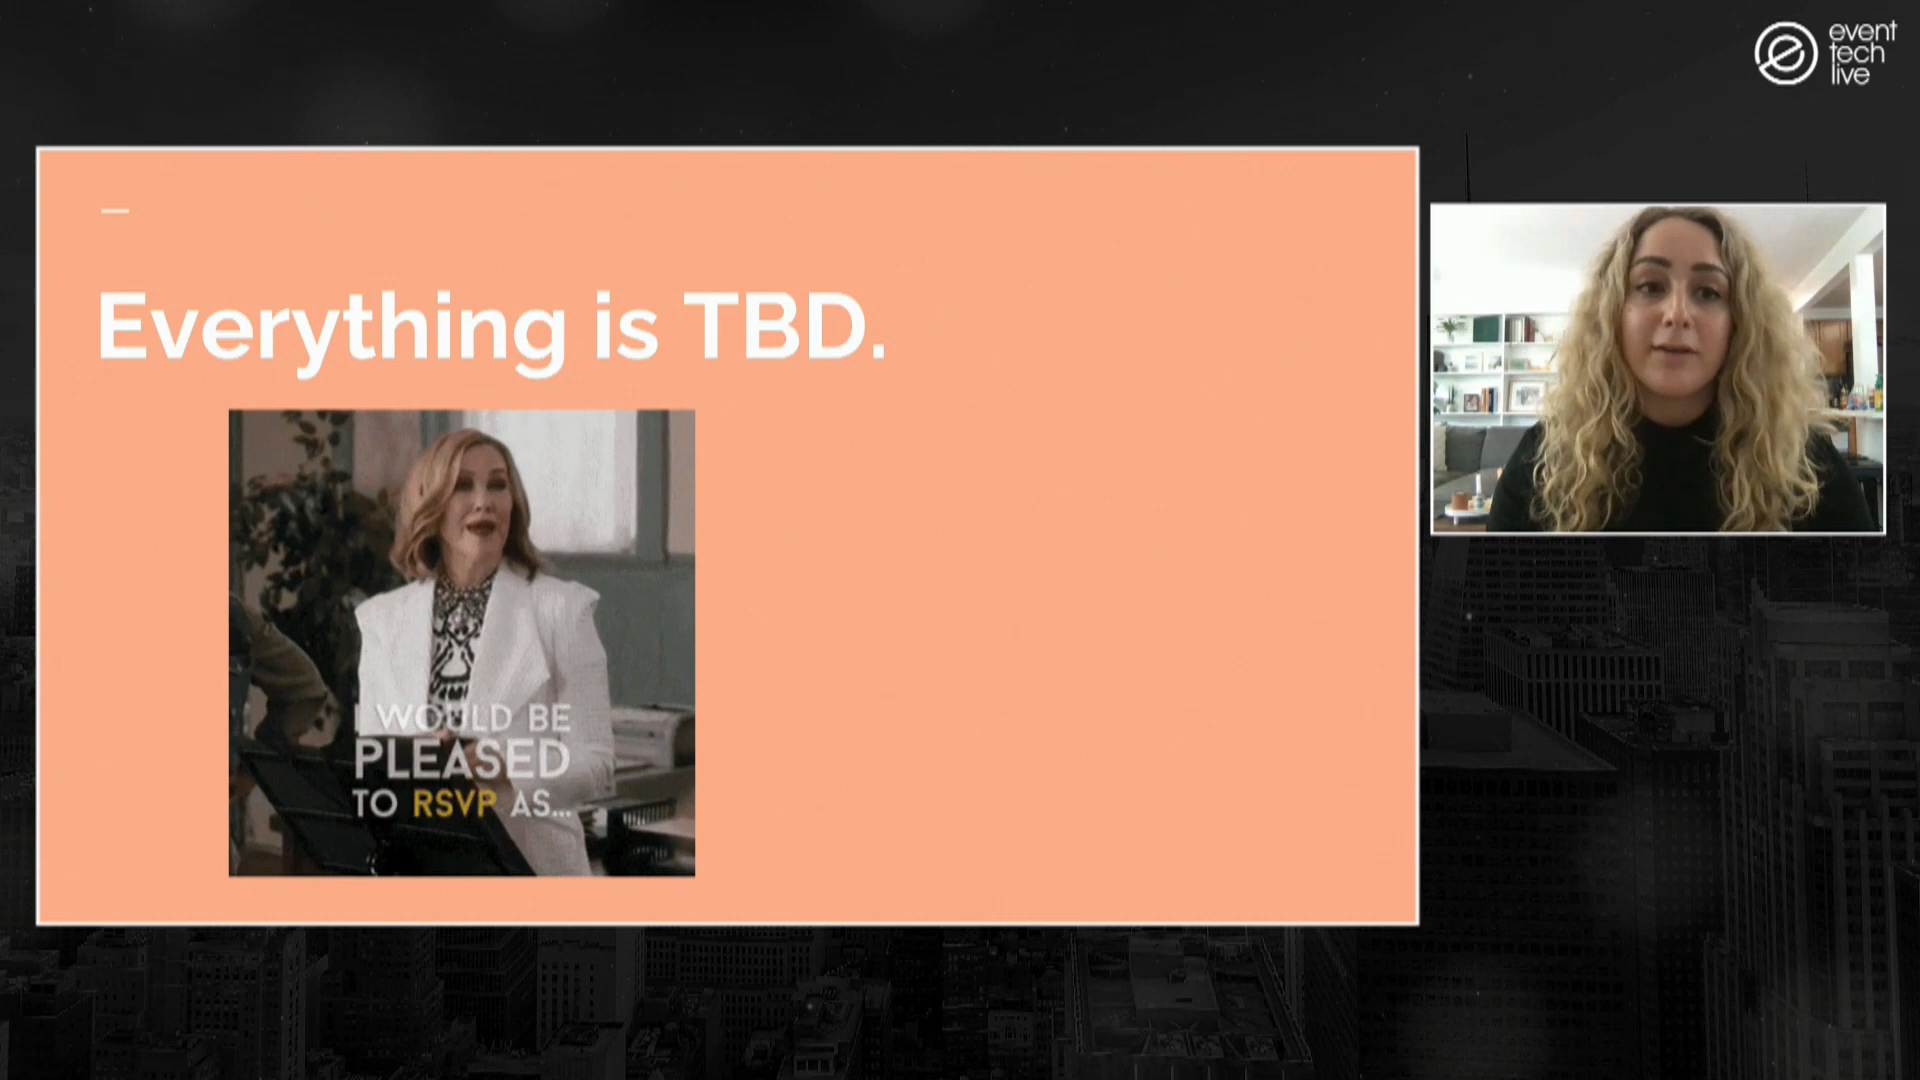 event
tech
live
Everything is TBD.
I WOULD BE
PLEASED
TO RSVP AS...